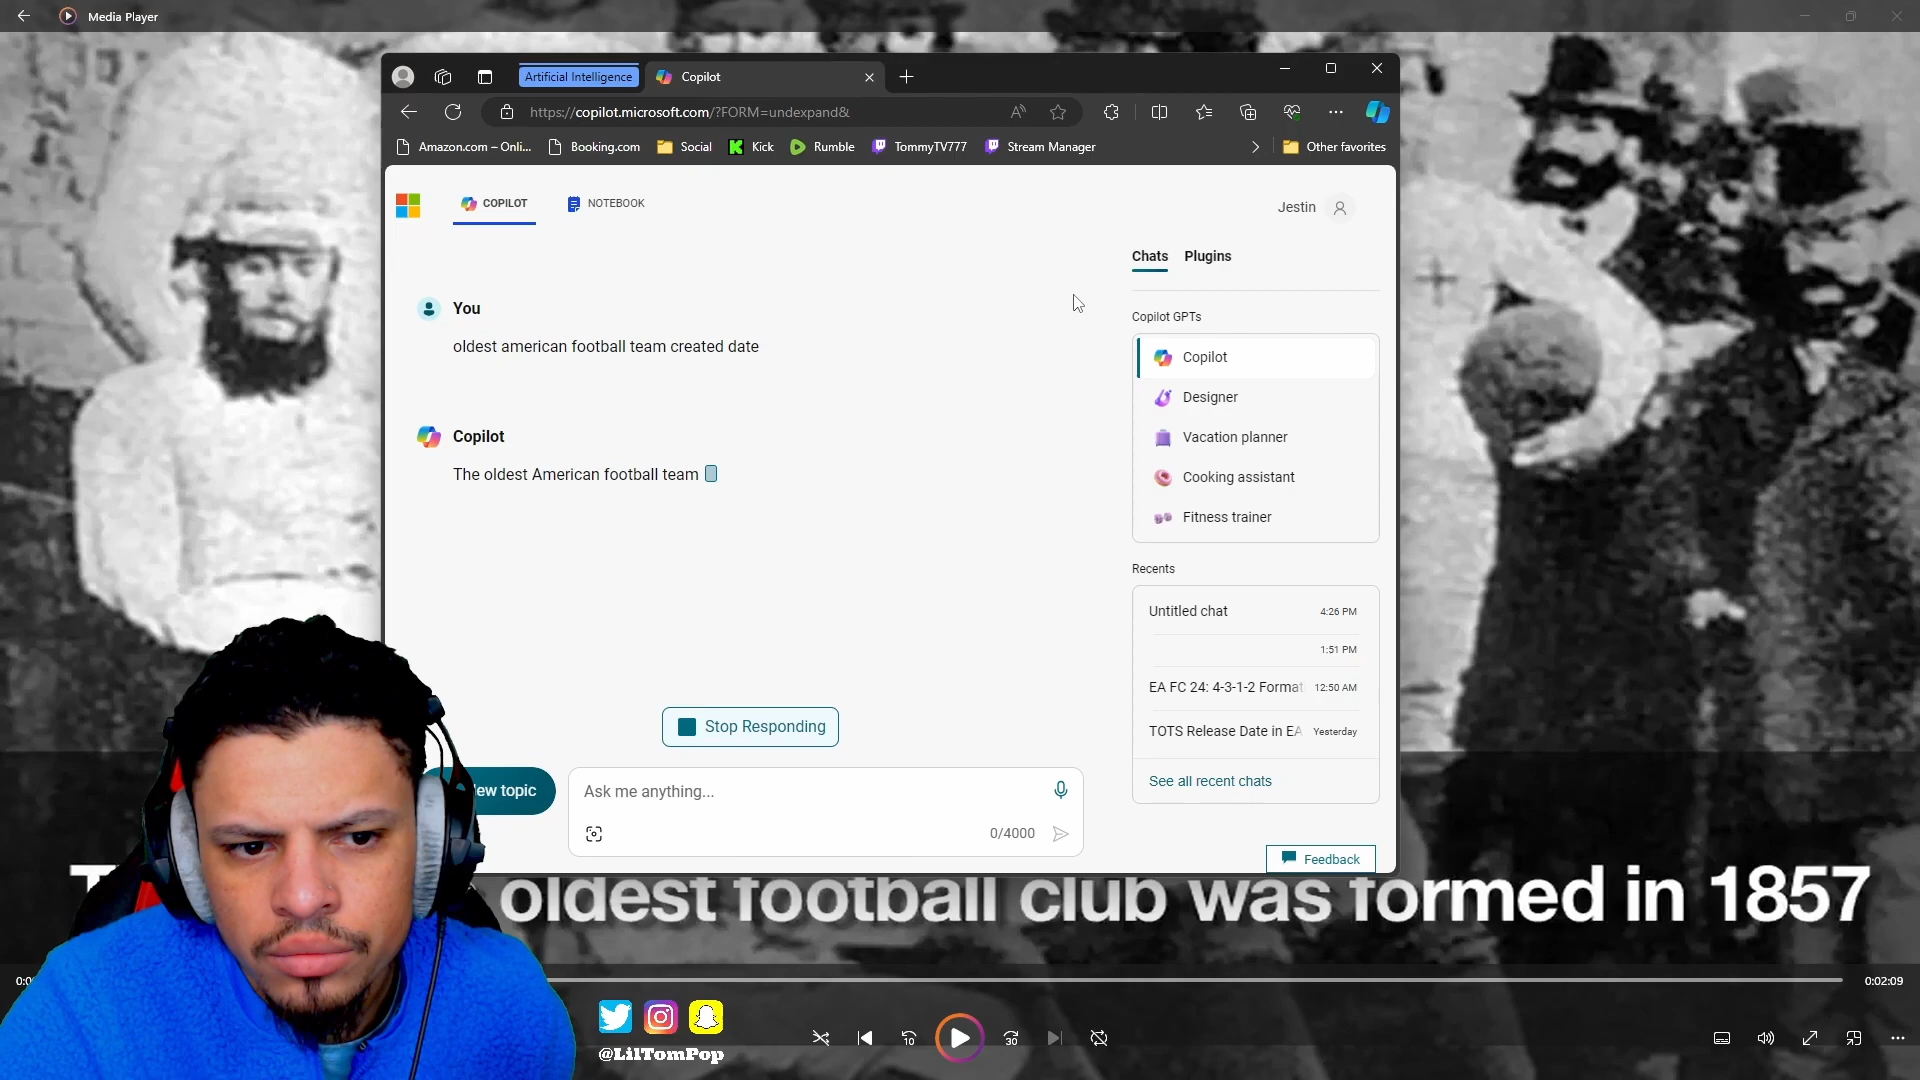 Media Player
Artificial Intelligence
Copilot
https://copilot.microsoft.com/?FORM=undexpand&
Amazon.com – Onli...
Booking.com
Social
Kick
Rumble
TommyTV777
Stream Manager
Other favorites
COPILOT
NOTEBOOK
Jestin
Chats
Plugins
You
oldest american football team created date
Copilot
The oldest American football team
Copilot GPTs
Copilot
Designer
Vacation planner
Cooking assistant
Fitness trainer
Recents
Untitled chat 4:26 PM
1:51 PM
EA FC 24: 4-3-1-2 Format 12:50 AM
TOTS Release Date in EA Yesterday
See all recent chats
Stop Responding
ew topic
Ask me anything...
0/4000
Feedback
oldest football club was formed in 1857
0:02:09
10
30
@LilTomPop